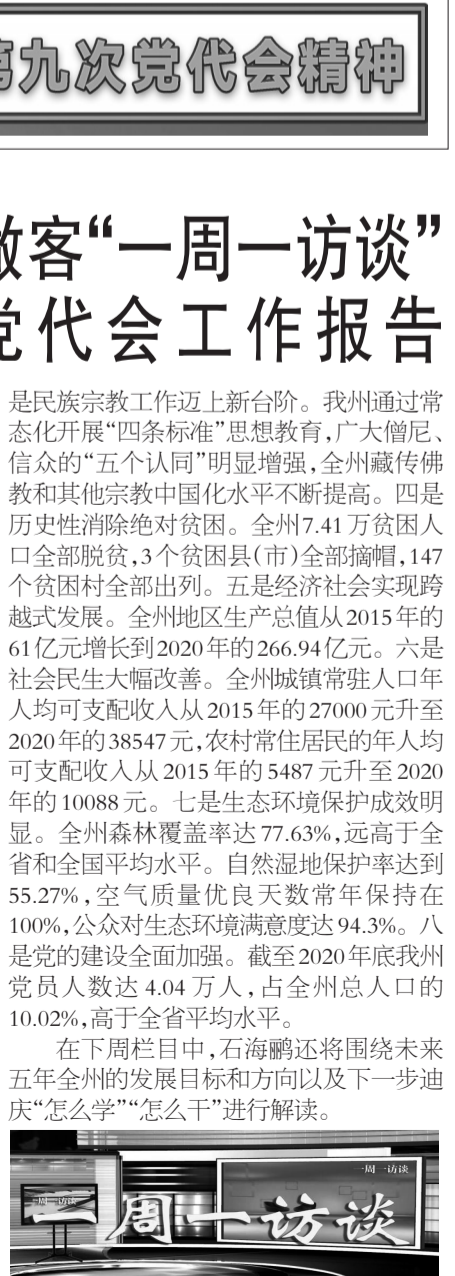 第九次党代会精神
做客“一周一访谈”
党代会工作报告
是民族宗教工作迈上新台阶。我州通过常
态化开展“四条标准”思想教育,广大僧尼、
信众的“五个认同”明显增强,全州藏传佛
教和其他宗教中国化水平不断提高。四是
历史性消除绝对贫困。全州7.41万贫困人
口全部脱贫,3个贫困县(市)全部摘帽,147
个贫困村全部出列。五是经济社会实现跨
越式发展。全州地区生产总值从2015年的
61亿元增长到2020年的266.94亿元。六是
社会民生大幅改善。全州城镇常驻人口年
人均可支配收入从2015年的27000元升至
2020年的38547元,农村常住居民的年人均
可支配收入从2015年的5487元升至2020
年的10088元。七是生态环境保护成效明
显。全州森林覆盖率达77.63%,远高于全
省和全国平均水平。自然湿地保护率达到
55.27%,空气质量优良天数常年保持在
100%,公众对生态环境满意度达94.3%。八
是党的建设全面加强。截至2020年底我州
党员人数达4.04万人,占全州总人口的
10.02%,高于全省平均水平。
在下周栏目中,石海鹂还将围绕未来
五年全州的发展目标和方向以及下一步迪
庆“怎么学”“怎么干”进行解读。
一周一访谈
一周一访谈
一周一访谈